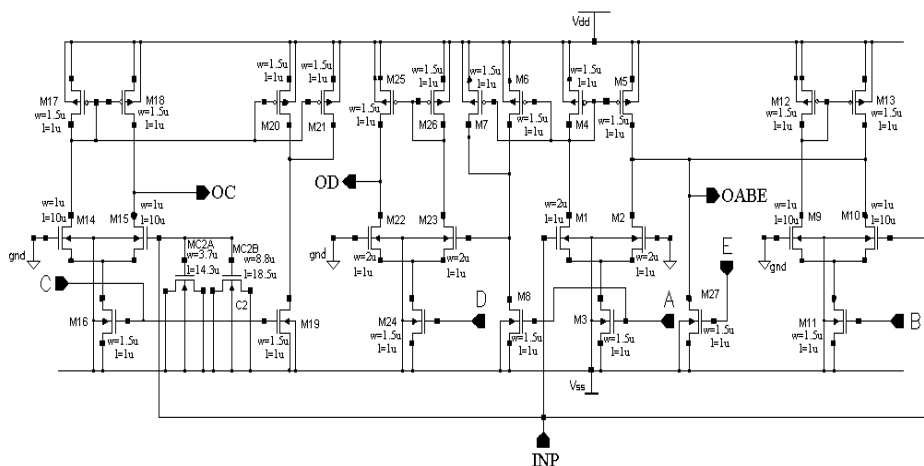 Vdd
w=1.5u
l=1u
w=1.5u
l=1u
M25
w=1.5u
l=1u
w=1.5u
l=1u
M6
M5
w=1.5u
l=1u
M17
w=1.5u
l=1u
M18
w=1.5u
l=1u
M20
M21
w=1.5u
l=1u
M26
M7
w=1.5u
l=1u
M4
w=1.5u
l=1u
M12
w=1.5u
l=1u
M13
w=1.5u
l=1u
OC
OD
OABE
w=1u
l=10u
M14
M15
w=1u
l=10u
M22
M23
w=2u
l=1u
M1
M2
w=1u
l=10u
M9
M10
w=1u
l=10u
gnd
MC2A
w=3.7u
l=14.3u
MC2B
w=8.8u
l=18.5u
gnd
w=2u
l=1u
w=2u
l=1u
w=2u
l=1u
gnd
gnd
E
C
C2
D
M8
A
M27
B
M16
w=1.5u
l=1u
M19
w=1.5u
l=1u
M24
w=1.5u
l=1u
w=1.5u
l=1u
M3
w=1.5u
l=1u
w=1.5u
l=1u
M11
w=1.5u
l=1u
Vss
INP